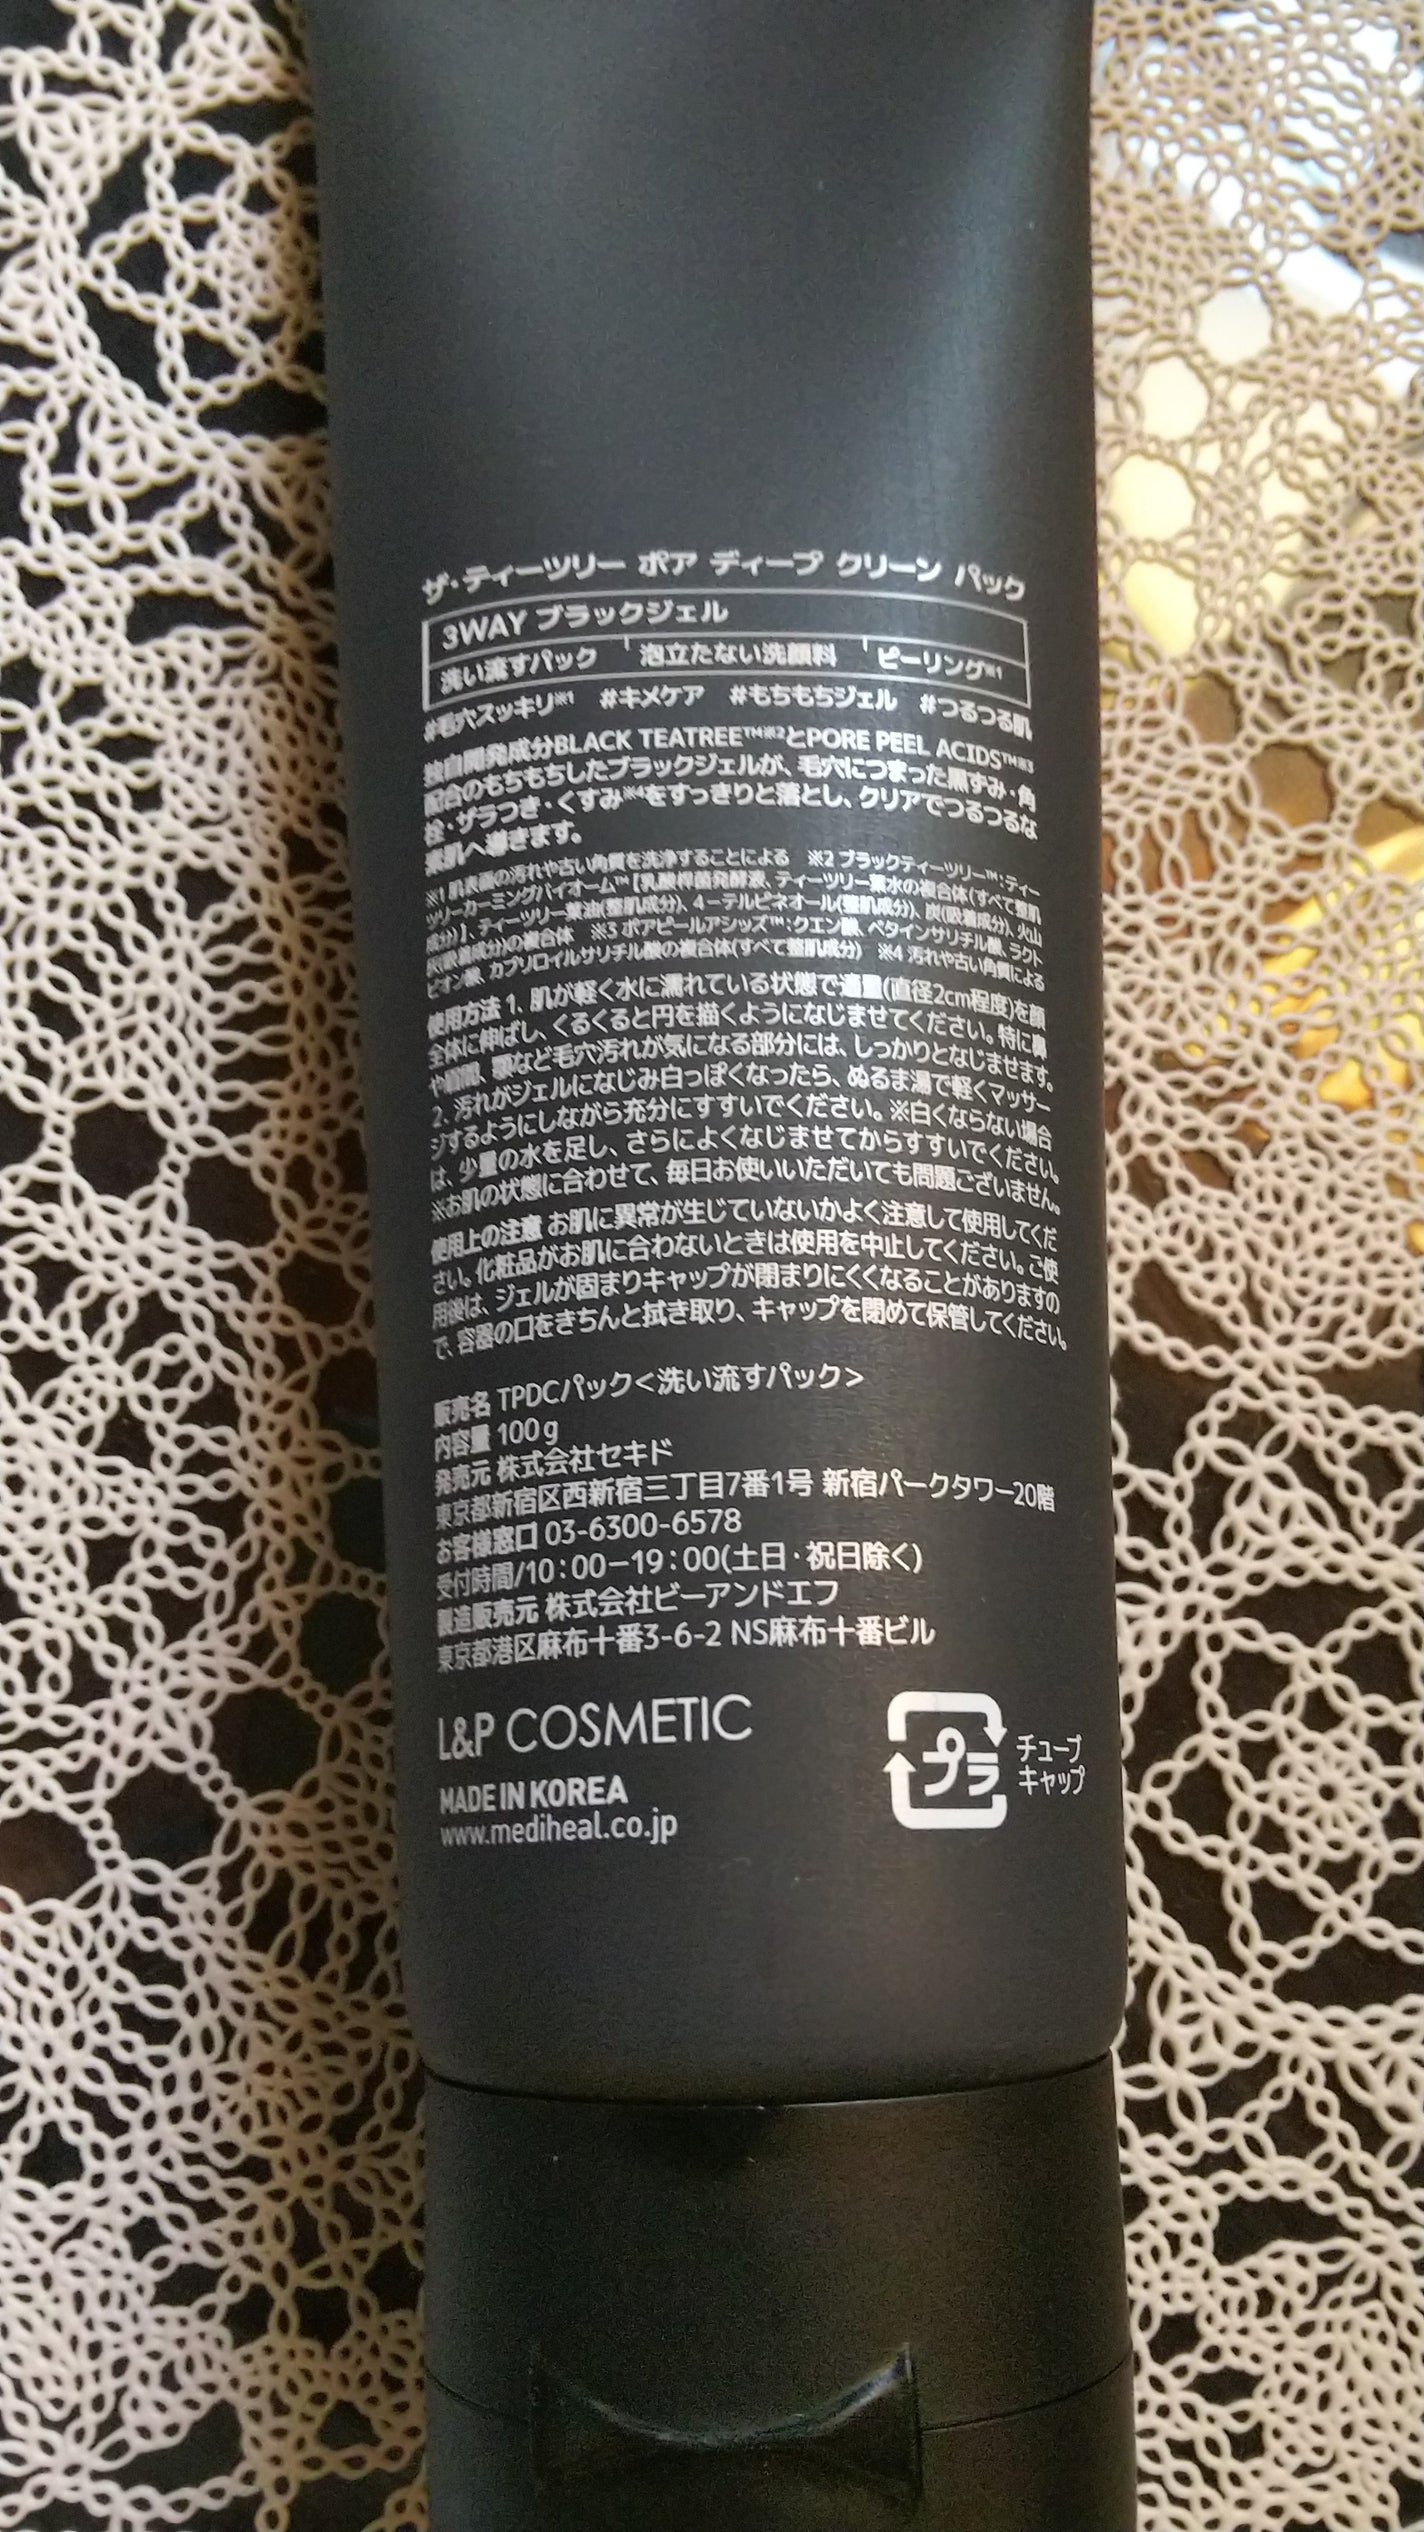 ザ・ティーツリー ポア ディープ クリーン パック
3WAY ブラックジェル
洗い流すパック 泡立たない洗顔料 ピーリング※1
#毛穴スッキリ※1 #キメケア #もちもちジェル #つるつる肌
独自開発成分BLACK TEATREE™※2とPORE PEEL ACIDS™※3
配合のもちもちしたブラックジェルが、毛穴につまった黒ずみ・角
栓・ザラつき・くすみ※4をすっきりと落とし、クリアでつるつるな
素肌へ導きます。
※1 肌表面の汚れや古い角質を洗浄することによる ※2 ブラックティーツリー™:ティー
ツリーカーミングバイオーム™【乳酸桿菌発酵液、ティーツリー葉水の複合体(すべて整肌
成分)】、ティーツリー葉油(整肌成分)、4－テルピネオール(整肌成分)、炭(吸着成分)、火山
灰(吸着成分)の複合体 ※3 ポアピールアシッズ™:クエン酸、ベタインサリチル酸、ラクト
ビオン酸、カプリロイルサリチル酸の複合体(すべて整肌成分) ※4 汚れや古い角質による
使用方法 1. 肌が軽く水に濡れている状態で適量(直径2cm程度)を顔
全体に伸ばし、くるくると円を描くようになじませてください。特に鼻
や眉間、顎など毛穴汚れが気になる部分には、しっかりとなじませます。
2. 汚れがジェルになじみ白っぽくなったら、ぬるま湯で軽くマッサー
ジするようにしながら充分にすすいでください。※白くならない場合
は、少量の水を足し、さらによくなじませてからすすいでください。
※お肌の状態に合わせて、毎日お使いいただいても問題ございません。
使用上の注意 お肌に異常が生じていないかよく注意して使用してくだ
さい。化粧品がお肌に合わないときは使用を中止してください。ご使
用後は、ジェルが固まりキャップが閉まりにくくなることがありますの
で、容器の口をきちんと拭き取り、キャップを閉めて保管してください。
販売名 TPDCパック<洗い流すパック>
内容量 100g
発売元 株式会社セキド
東京都新宿区西新宿三丁目7番1号 新宿パークタワー20階
お客様窓口 03-6300-6578
受付時間/10：00－19：00(土日・祝日除く)
製造販売元 株式会社ビーアンドエフ
東京都港区麻布十番3-6-2 NS麻布十番ビル
L&P COSMETIC
MADE IN KOREA
www.mediheal.co.jp
プラ
チューブ
キャップ